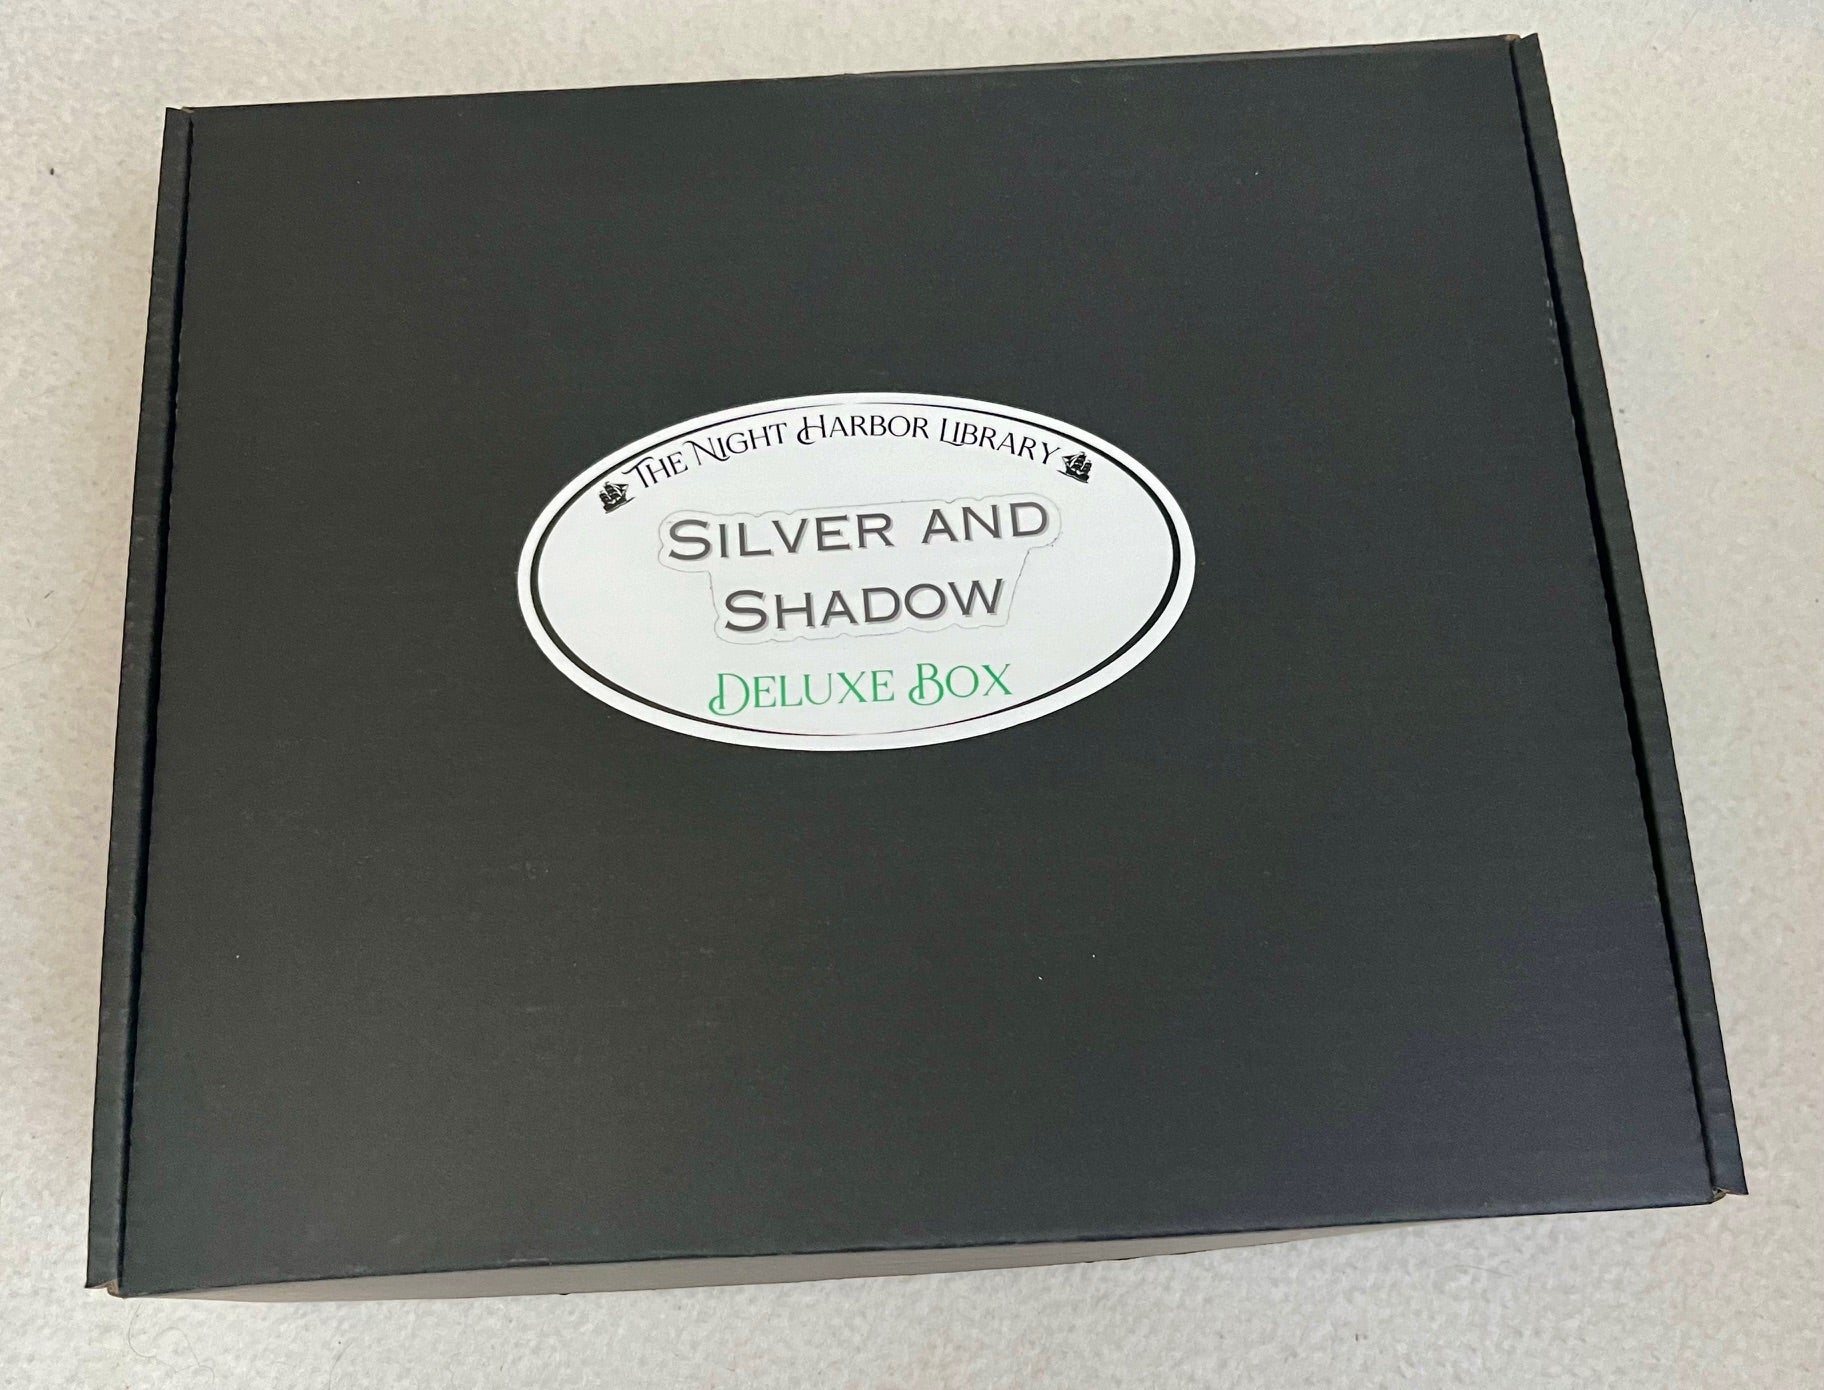 The Night Harbor Library
Silver and
Shadow
Deluxe Box